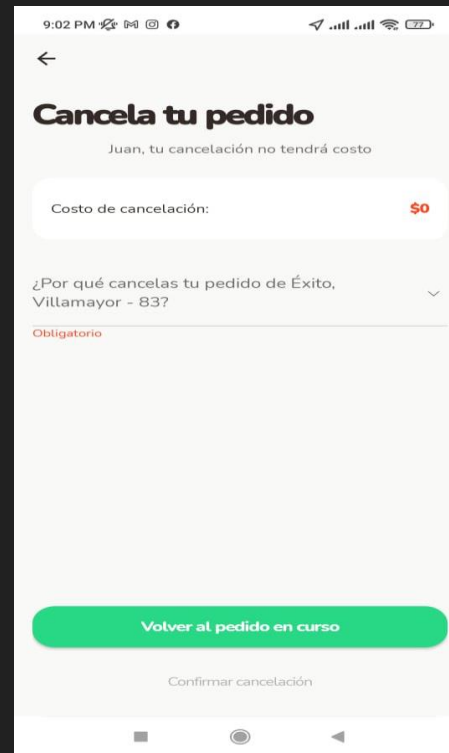 9:02 PM
77
Cancela tu pedido
Juan, tu cancelación no tendrá costo
Costo de cancelación: $0
¿Por qué cancelas tu pedido de Éxito,
Villamayor - 83?
Obligatorio
Volver al pedido en curso
Confirmar cancelación